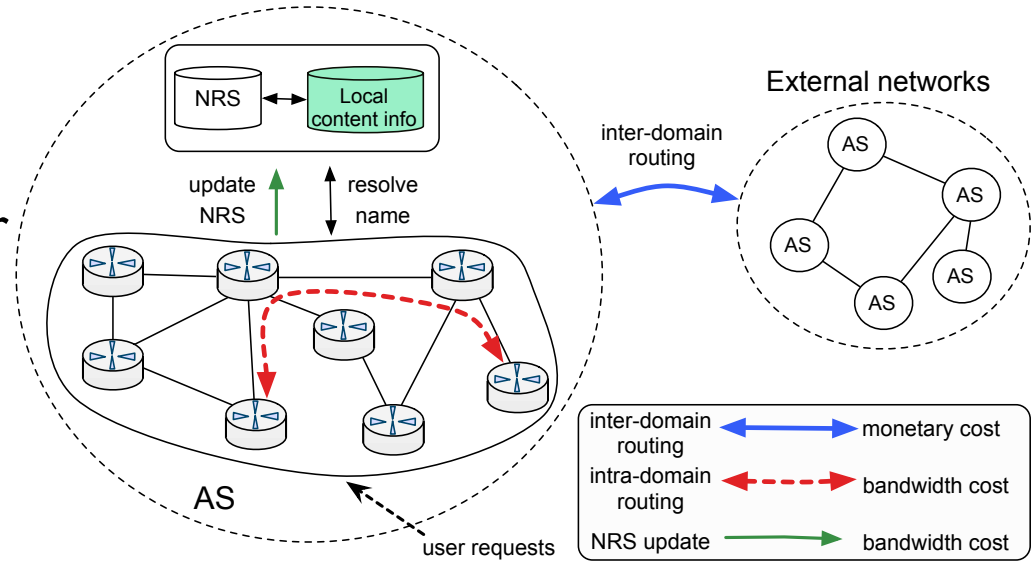 NRS
Local
content info
update
NRS
resolve
name
AS
user requests
inter-domain
routing
External networks
AS
AS
AS
AS
AS
inter-domain
routing
monetary cost
intra-domain
routing
bandwidth cost
NRS update
bandwidth cost